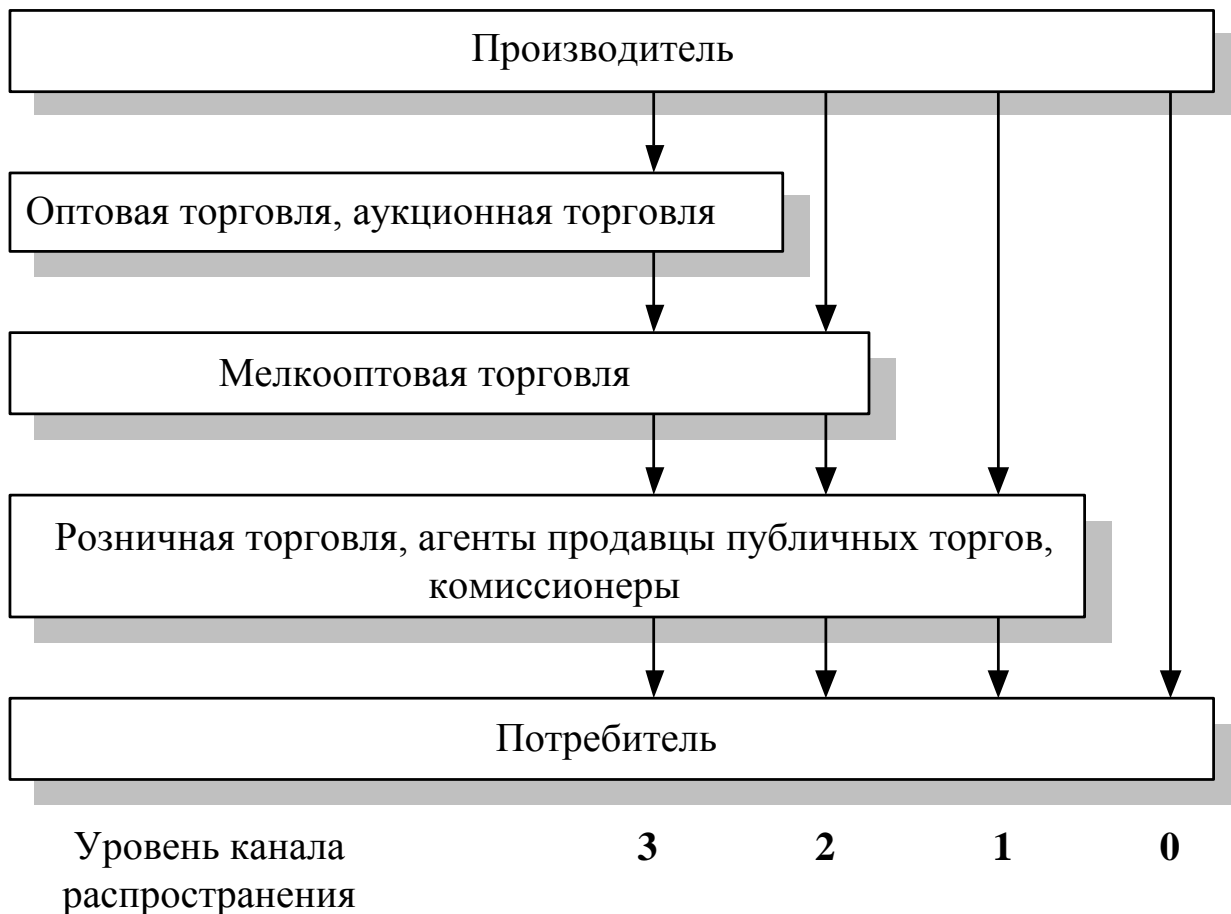 Производитель
Оптовая торговля, аукционная торговля
Мелкооптовая торговля
Розничная торговля, агенты продавцы публичных торгов,
комиссионеры
Потребитель
Уровень канала
распространения
3 2 1 0